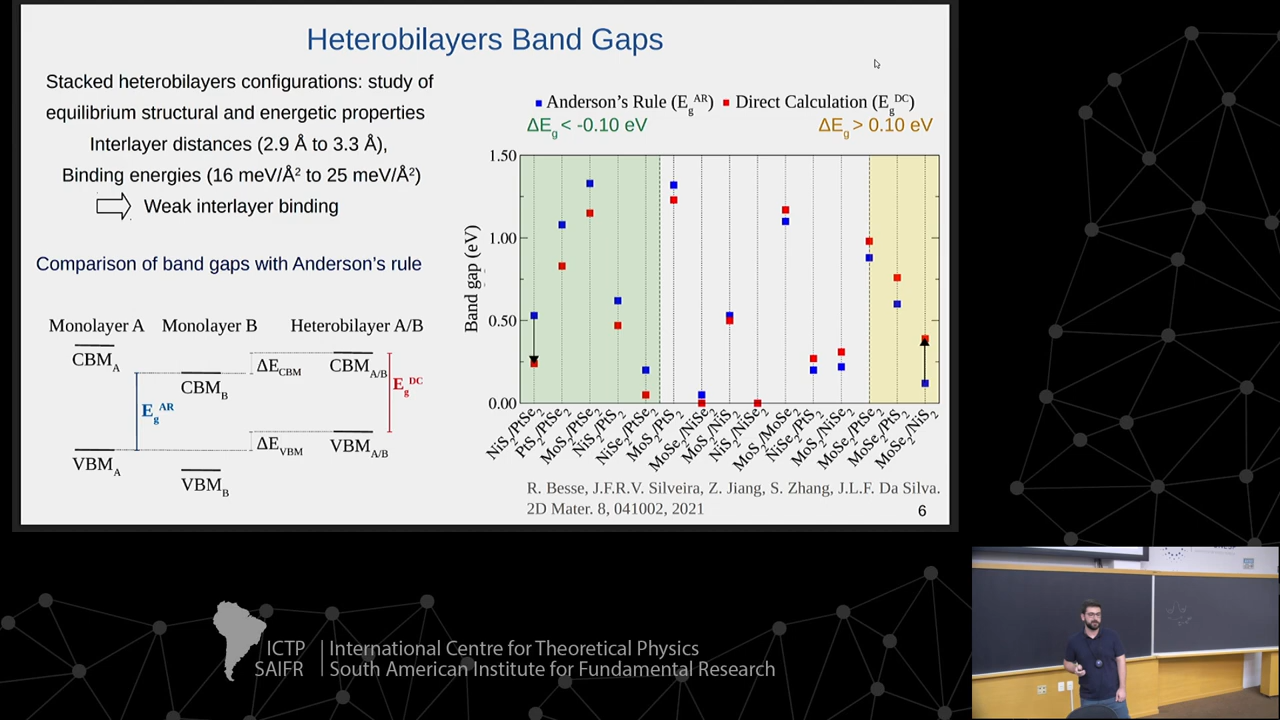 Heterobilayers Band Gaps
Stacked heterobilayers configurations: study of
equilibrium structural and energetic properties
Interlayer distances (2.9 Å to 3.3 Å),
Binding energies (16 meV/Å² to 25 meV/Å²)
Weak interlayer binding
Comparison of band gaps with Anderson's rule
Monolayer A Monolayer B Heterobilayer A/B
CBM_A
CBM_B
ΔE_CBM
CBM_A/B
E_g^AR
E_g^DC
VBM_A
VBM_B
ΔE_VBM
VBM_A/B
Anderson's Rule (E_g^AR) Direct Calculation (E_g^DC)
ΔE_g < -0.10 eV ΔE_g > 0.10 eV
Band gap (eV)
1.50
1.00
0.50
0.00
NiS₂/PtSe₂
PtS₂/PtSe₂
MoS₂/PtSe₂
NiS₂/PtS₂
NiSe₂/PtSe₂
MoS₂/PtS₂
MoSe₂/NiSe₂
MoS₂/NiS₂
NiS₂/NiSe₂
MoS₂/MoSe₂
NiSe₂/PtS₂
MoS₂/NiSe₂
MoSe₂/PtSe₂
MoSe₂/PtS₂
MoSe₂/NiS₂
R. Besse, J.F.R.V. Silveira, Z. Jiang, S. Zhang, J.L.F. Da Silva.
2D Mater. 8, 041002, 2021
6
ICTP International Centre for Theoretical Physics
SAIFR South American Institute for Fundamental Research